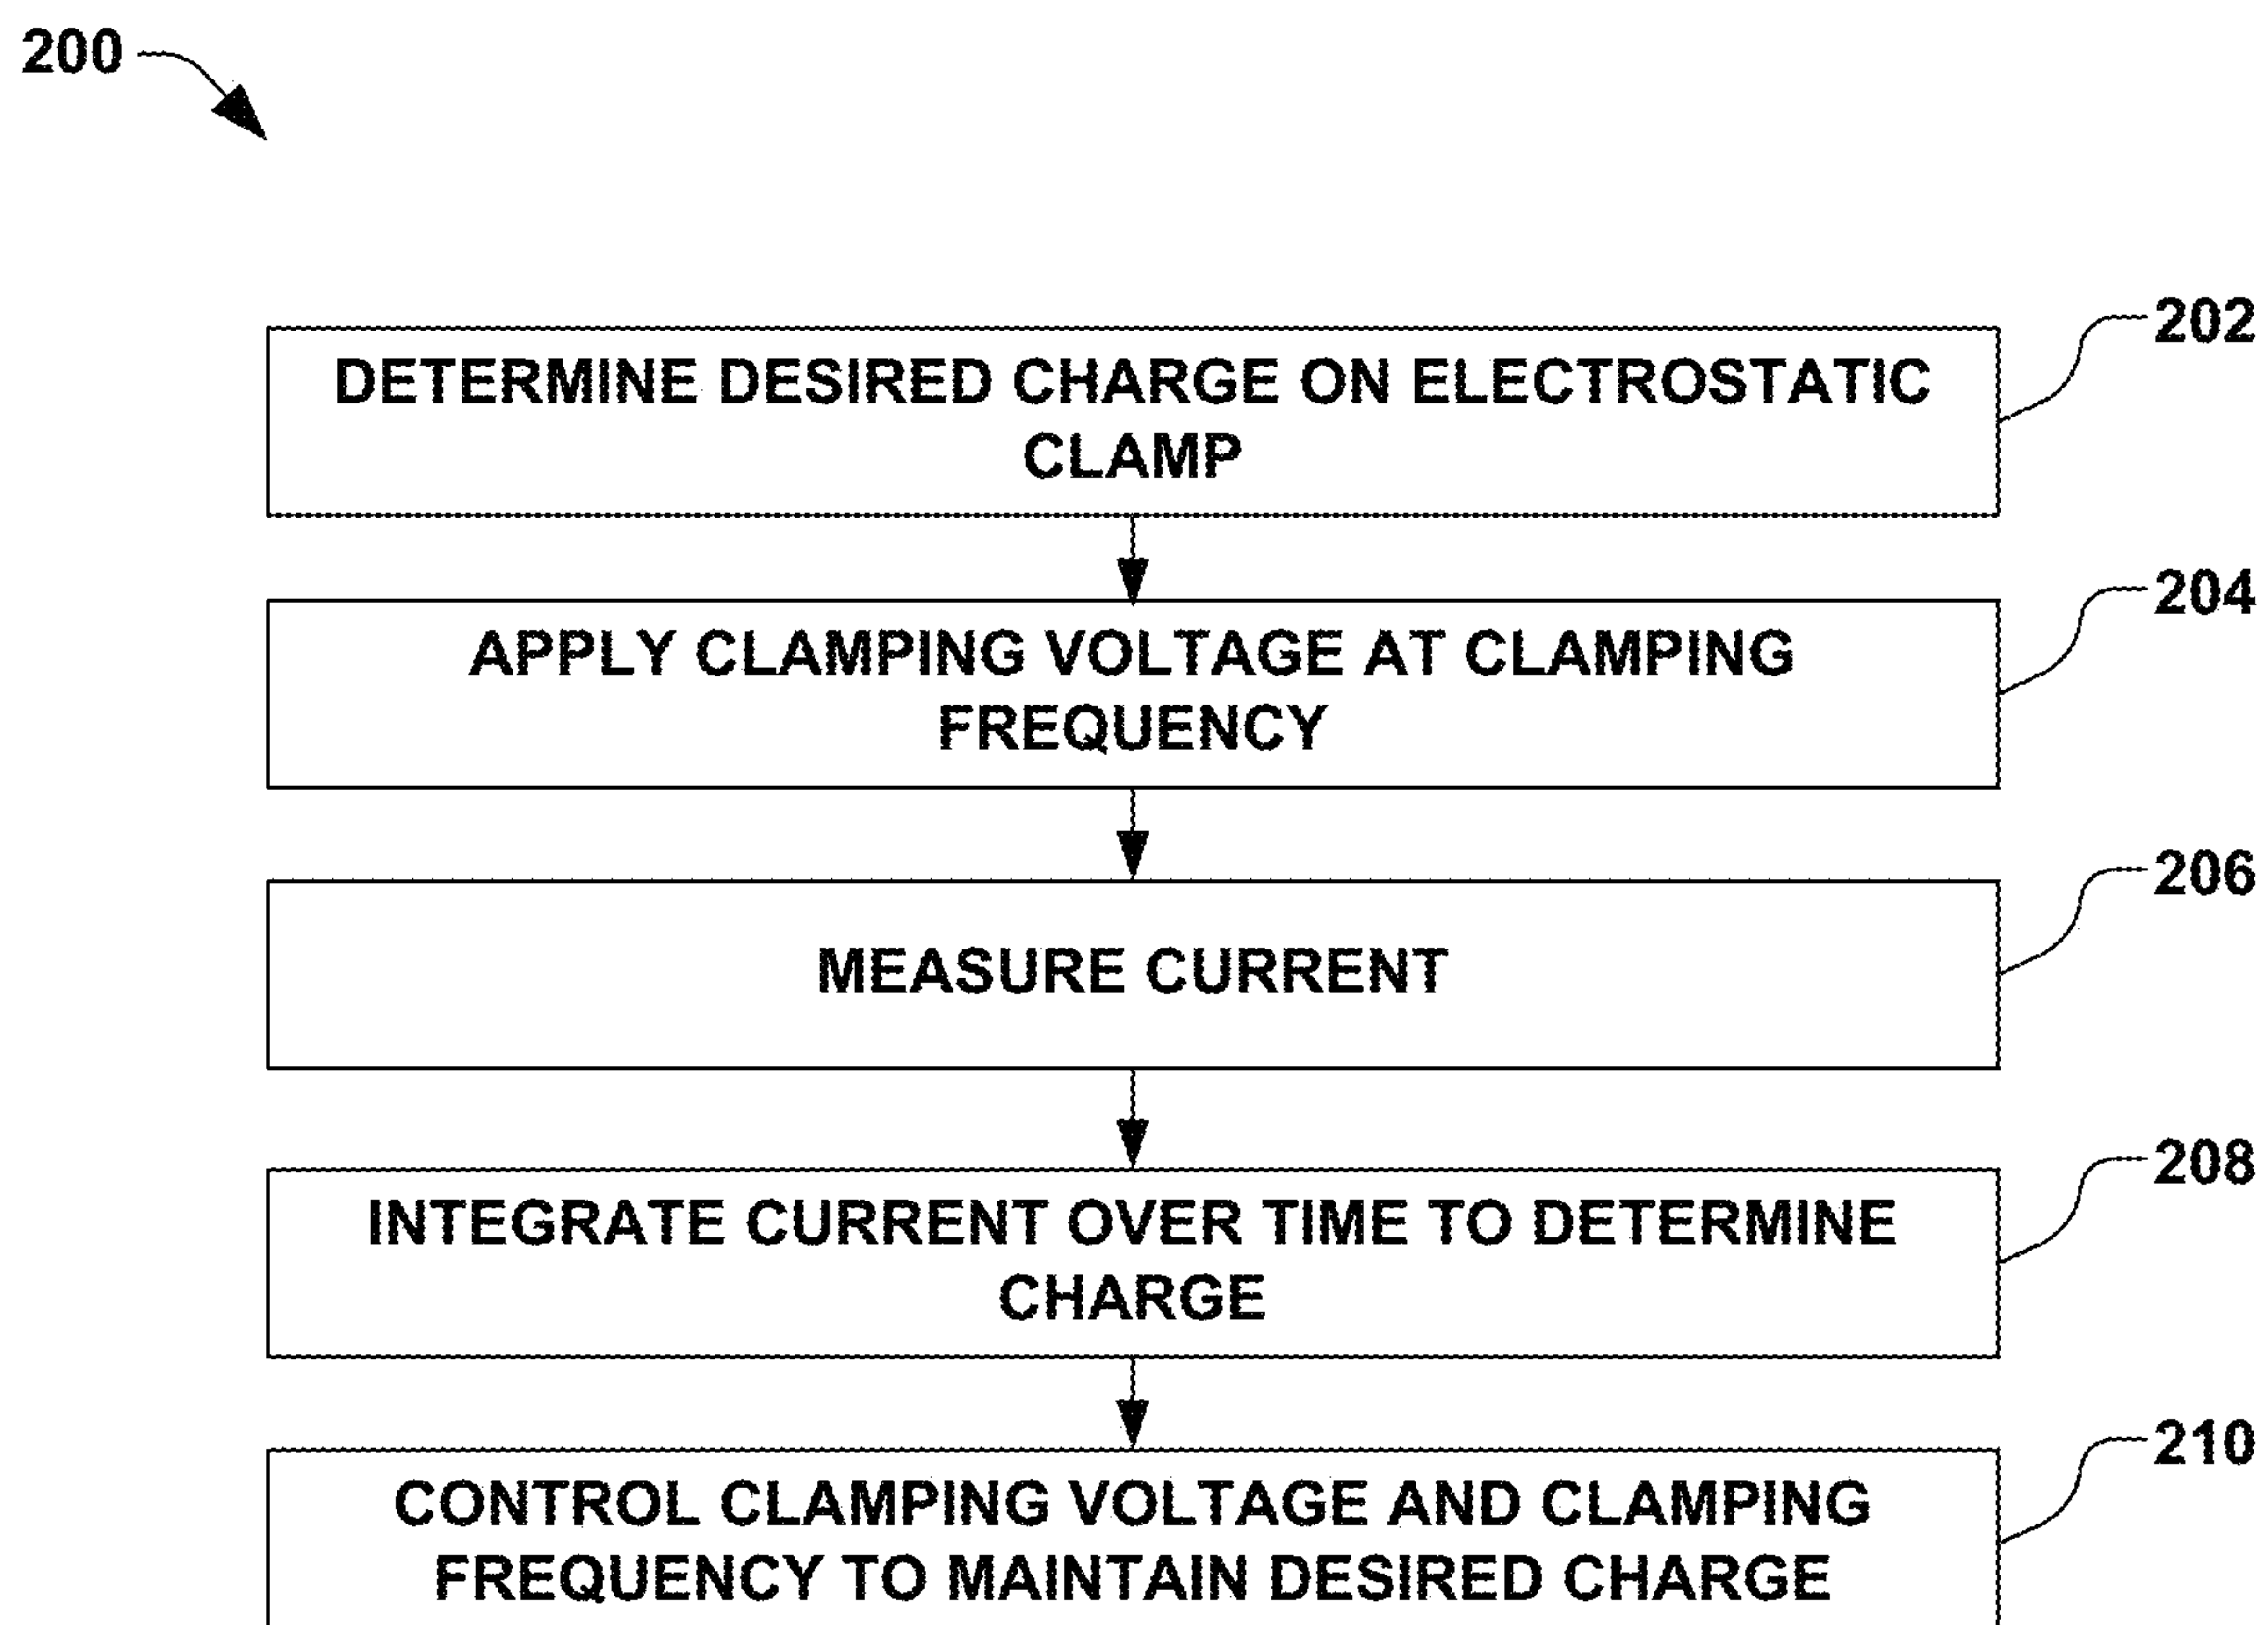 200
202
DETERMINE DESIRED CHARGE ON ELECTROSTATIC
CLAMP
204
APPLY CLAMPING VOLTAGE AT CLAMPING
FREQUENCY
206
MEASURE CURRENT
208
INTEGRATE CURRENT OVER TIME TO DETERMINE
CHARGE
210
CONTROL CLAMPING VOLTAGE AND CLAMPING
FREQUENCY TO MAINTAIN DESIRED CHARGE